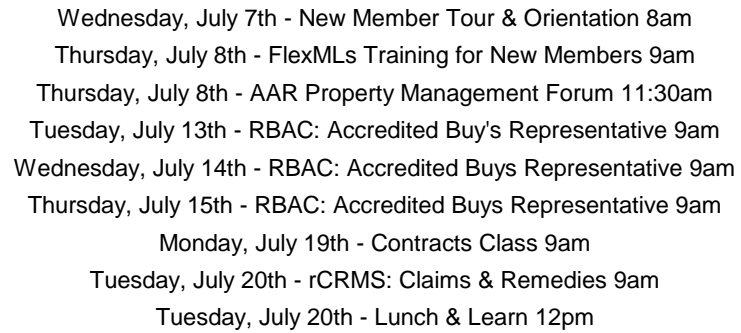 Wednesday, July 7th - New Member Tour & Orientation 8am
Thursday, July 8th - FlexMLs Training for New Members 9am
Thursday, July 8th - AAR Property Management Forum 11:30am
Tuesday, July 13th - RBAC: Accredited Buy's Representative 9am
Wednesday, July 14th - RBAC: Accredited Buys Representative 9am
Thursday, July 15th - RBAC: Accredited Buys Representative 9am
Monday, July 19th - Contracts Class 9am
Tuesday, July 20th - rCRMS: Claims & Remedies 9am
Tuesday, July 20th - Lunch & Learn 12pm